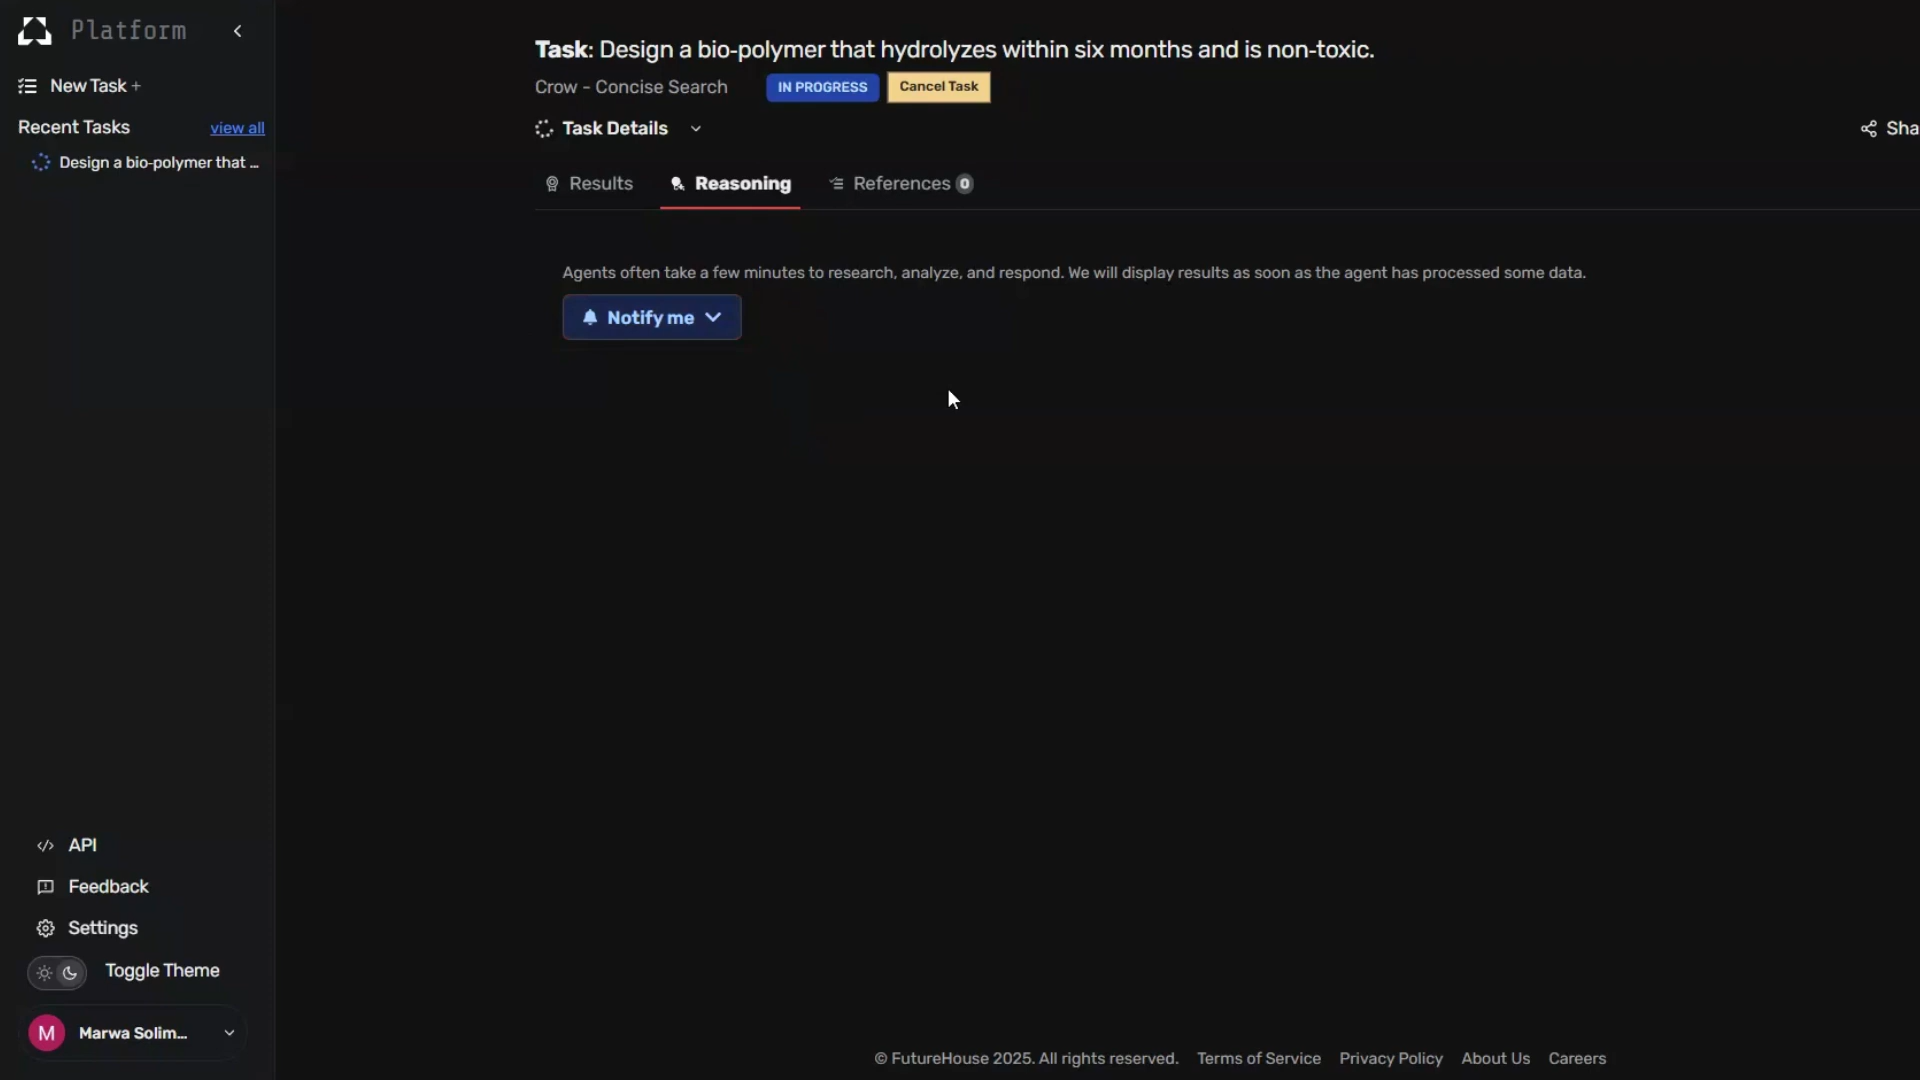 Platform
New Task +
Recent Tasks view all
Design a bio-polymer that ...
Task: Design a bio-polymer that hydrolyzes within six months and is non-toxic.
Crow - Concise Search IN PROGRESS Cancel Task
Task Details
Sha
Results Reasoning References 0
Agents often take a few minutes to research, analyze, and respond. We will display results as soon as the agent has processed some data.
Notify me
API
Feedback
Settings
Toggle Theme
M Marwa Solim...
© FutureHouse 2025. All rights reserved. Terms of Service Privacy Policy About Us Careers